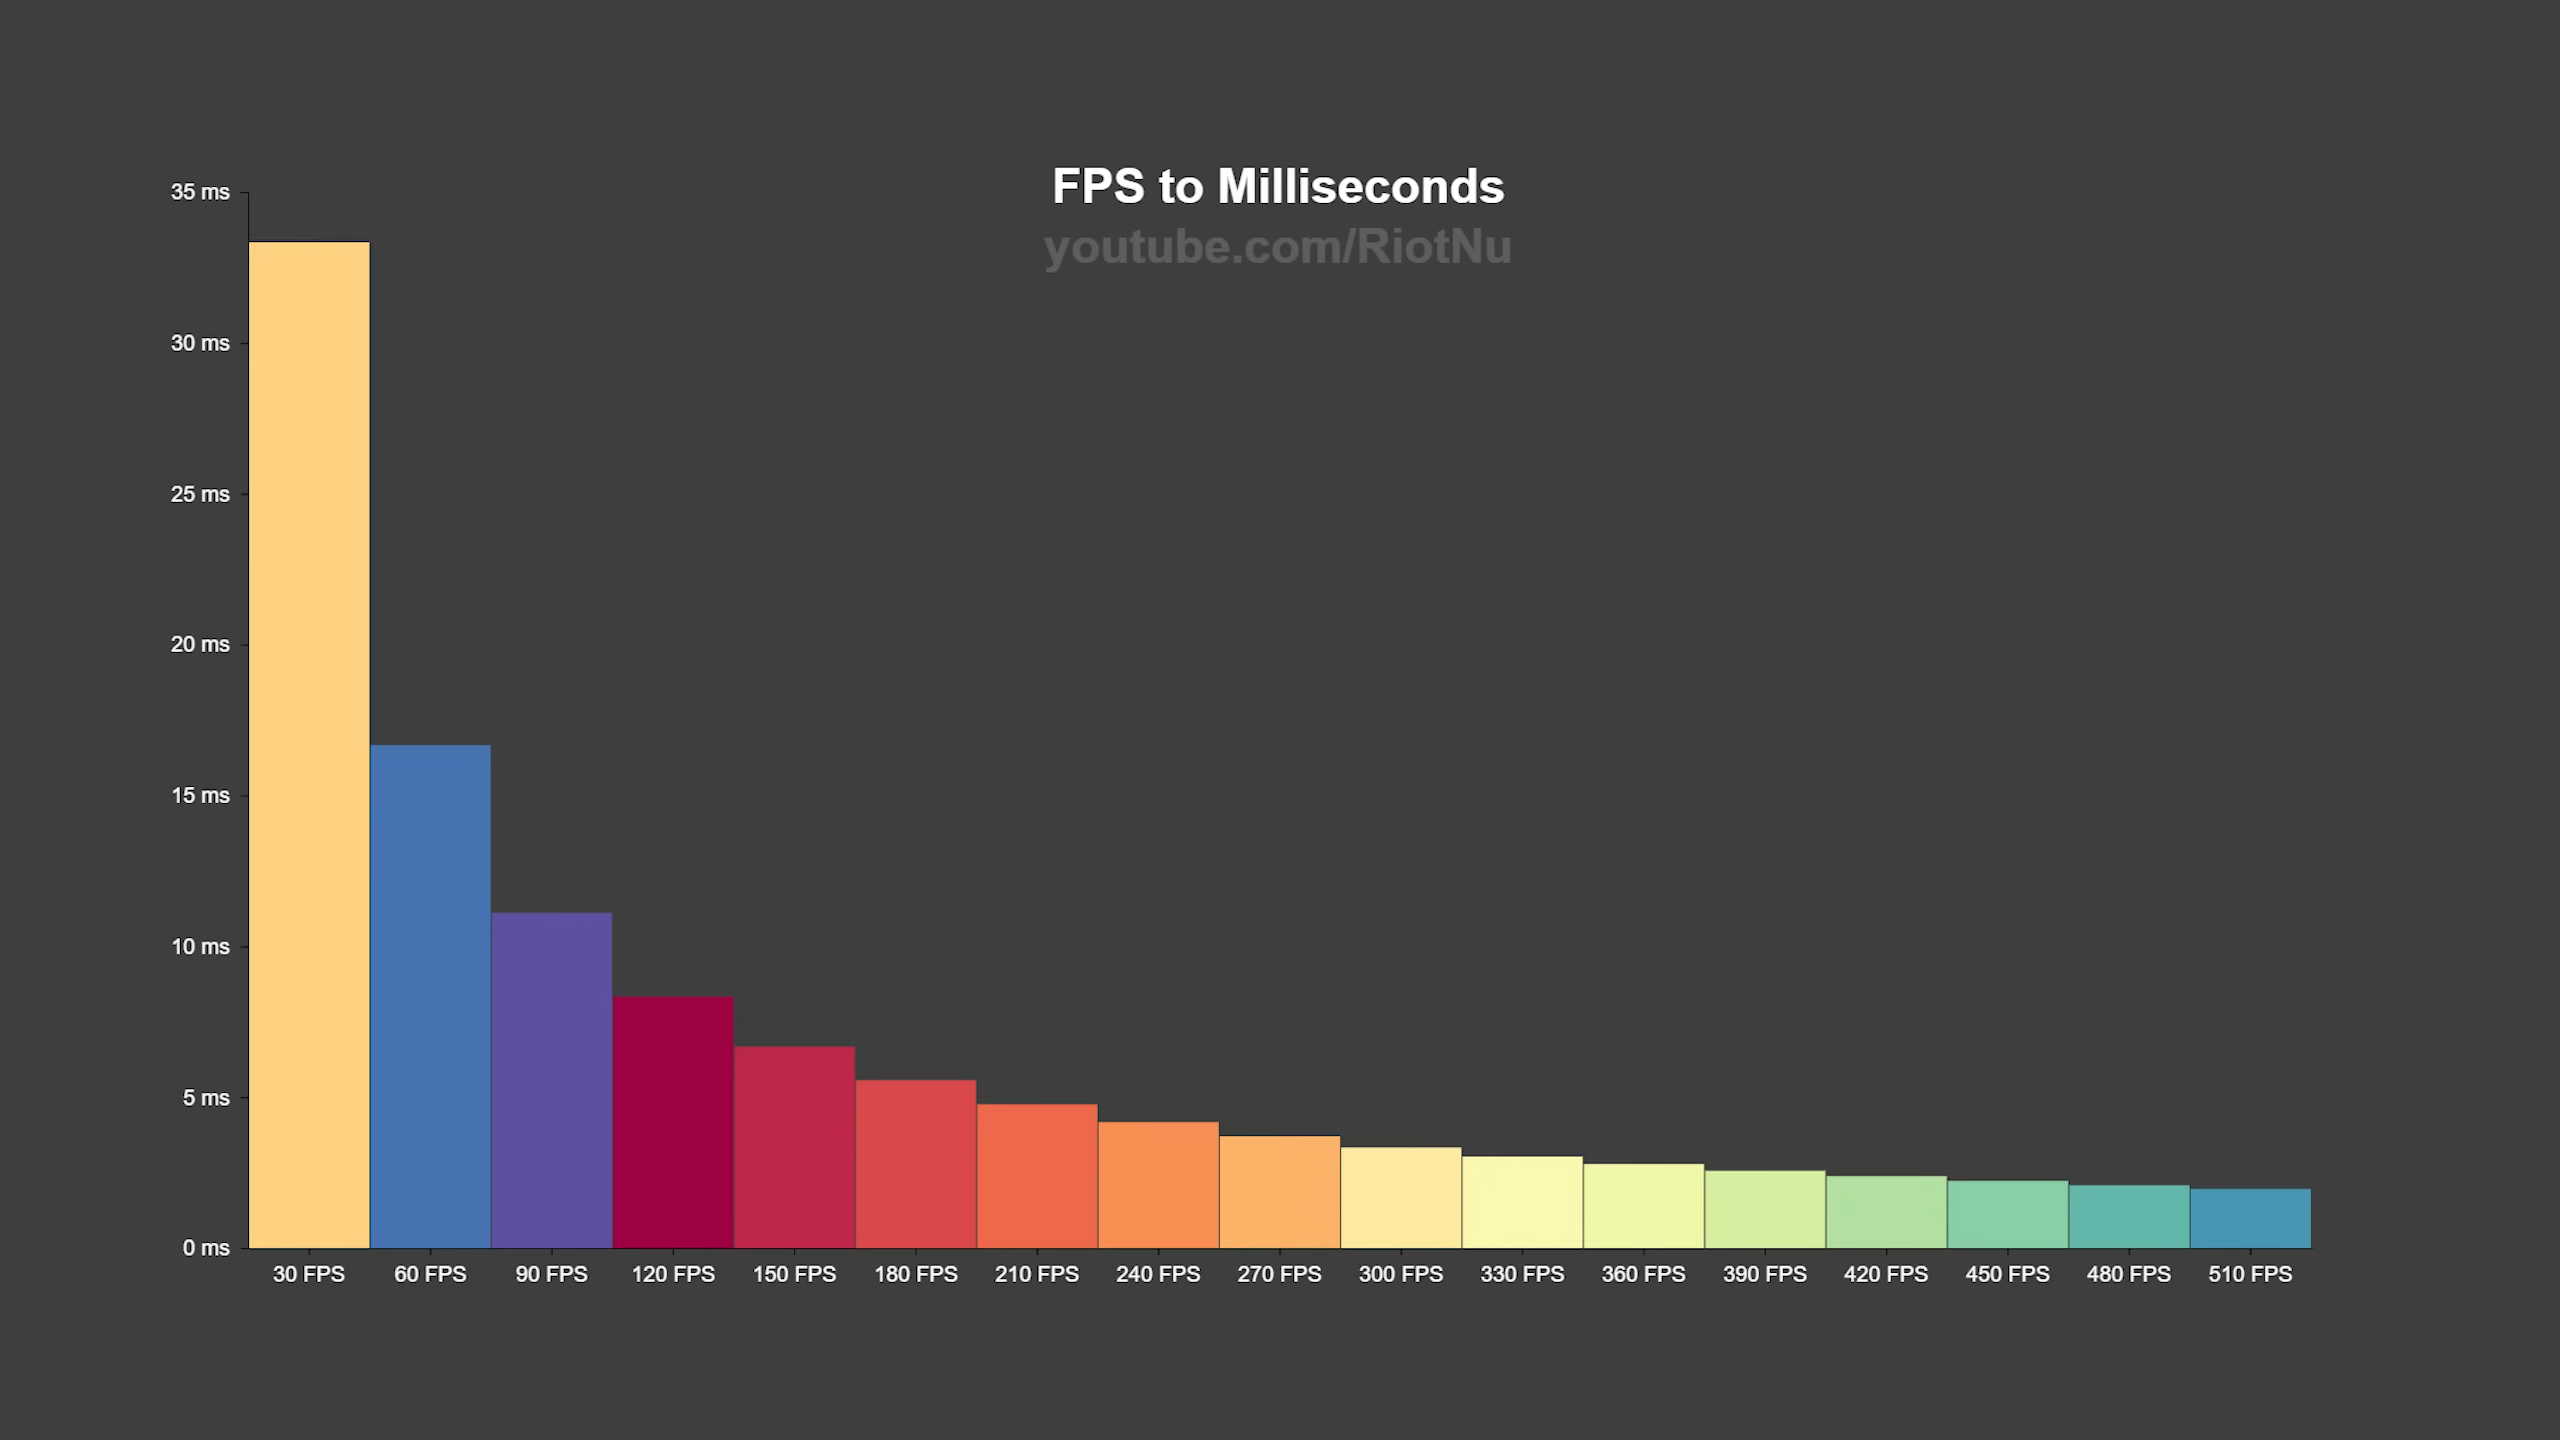 FPS to Milliseconds
youtube.com/RiotNu
35 ms
30 ms
25 ms
20 ms
15 ms
10 ms
5 ms
0 ms
30 FPS 60 FPS 90 FPS 120 FPS 150 FPS 180 FPS 210 FPS 240 FPS 270 FPS 300 FPS 330 FPS 360 FPS 390 FPS 420 FPS 450 FPS 480 FPS 510 FPS